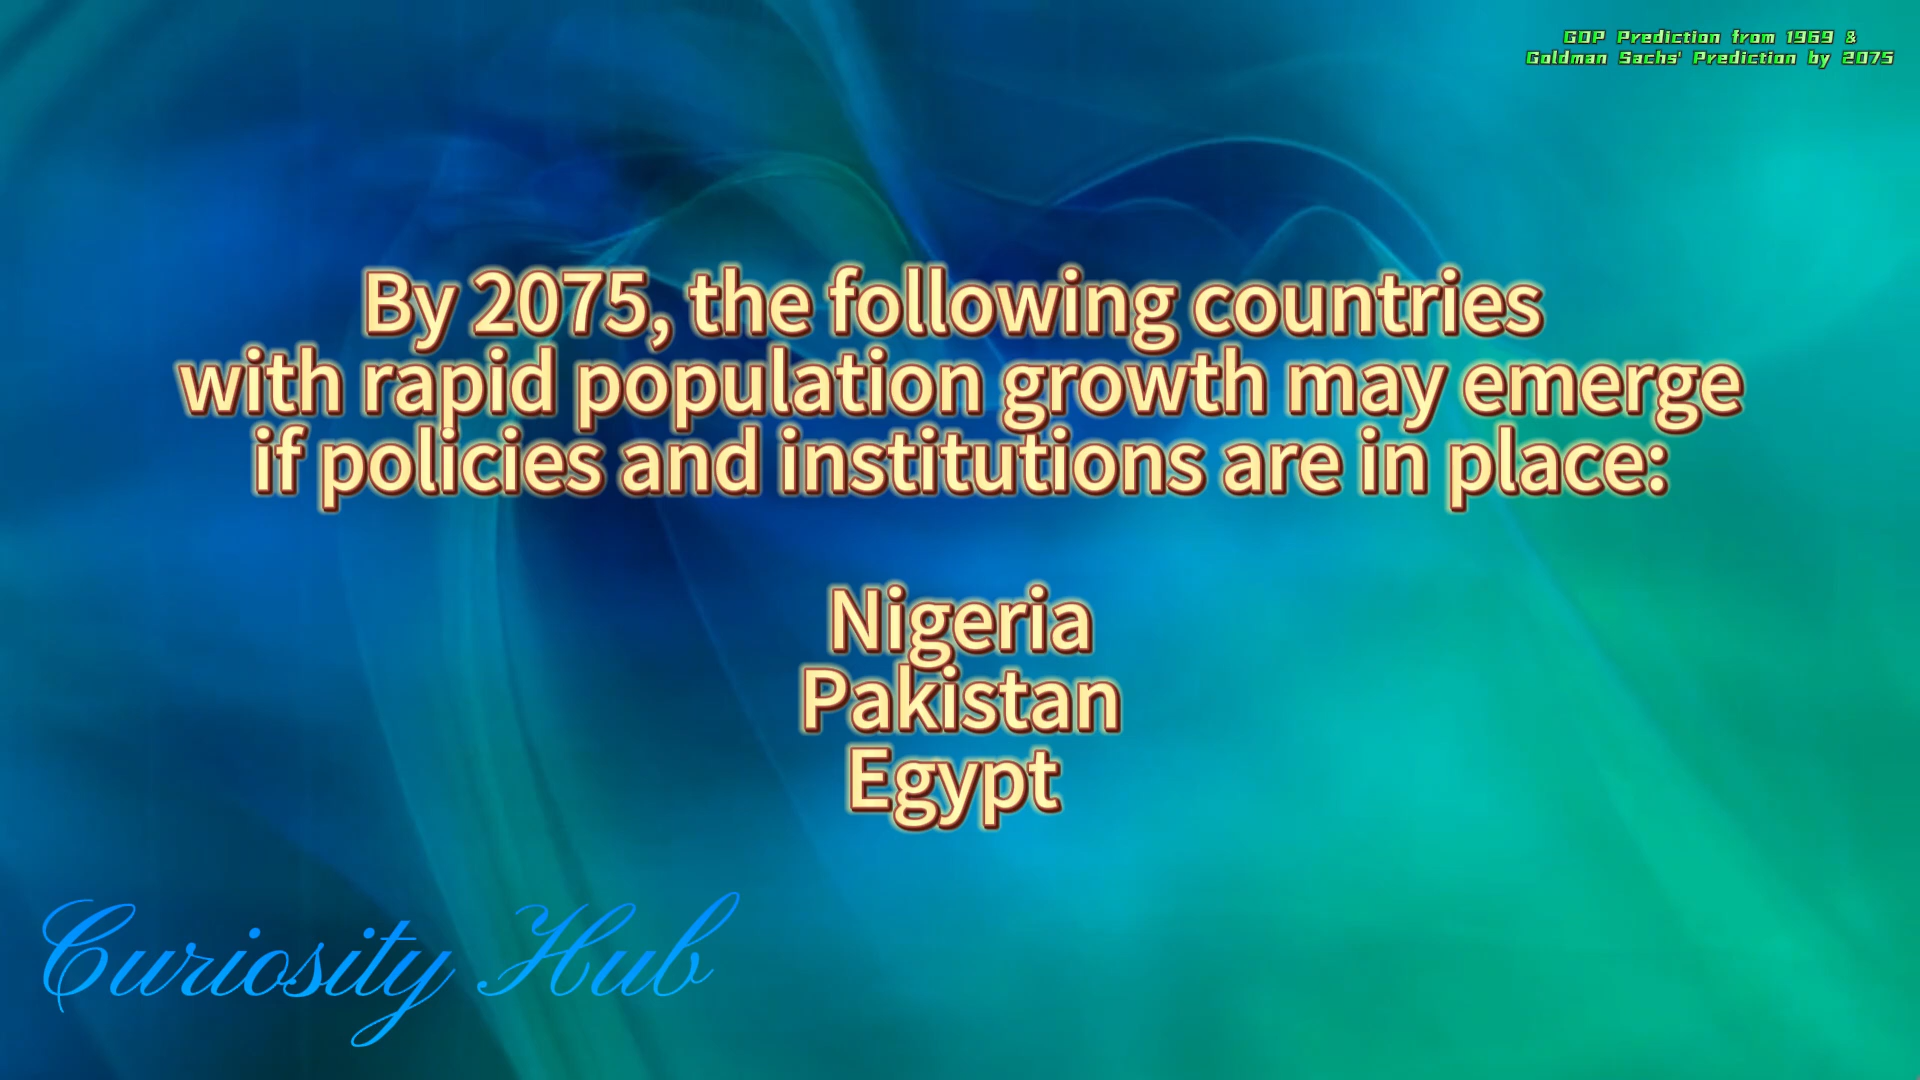 GDP Prediction from 1969 &
Goldman Sachs' Prediction by 2075
By 2075, the following countries
with rapid population growth may emerge
if policies and institutions are in place:
Nigeria
Pakistan
Egypt
Curiosity Hub